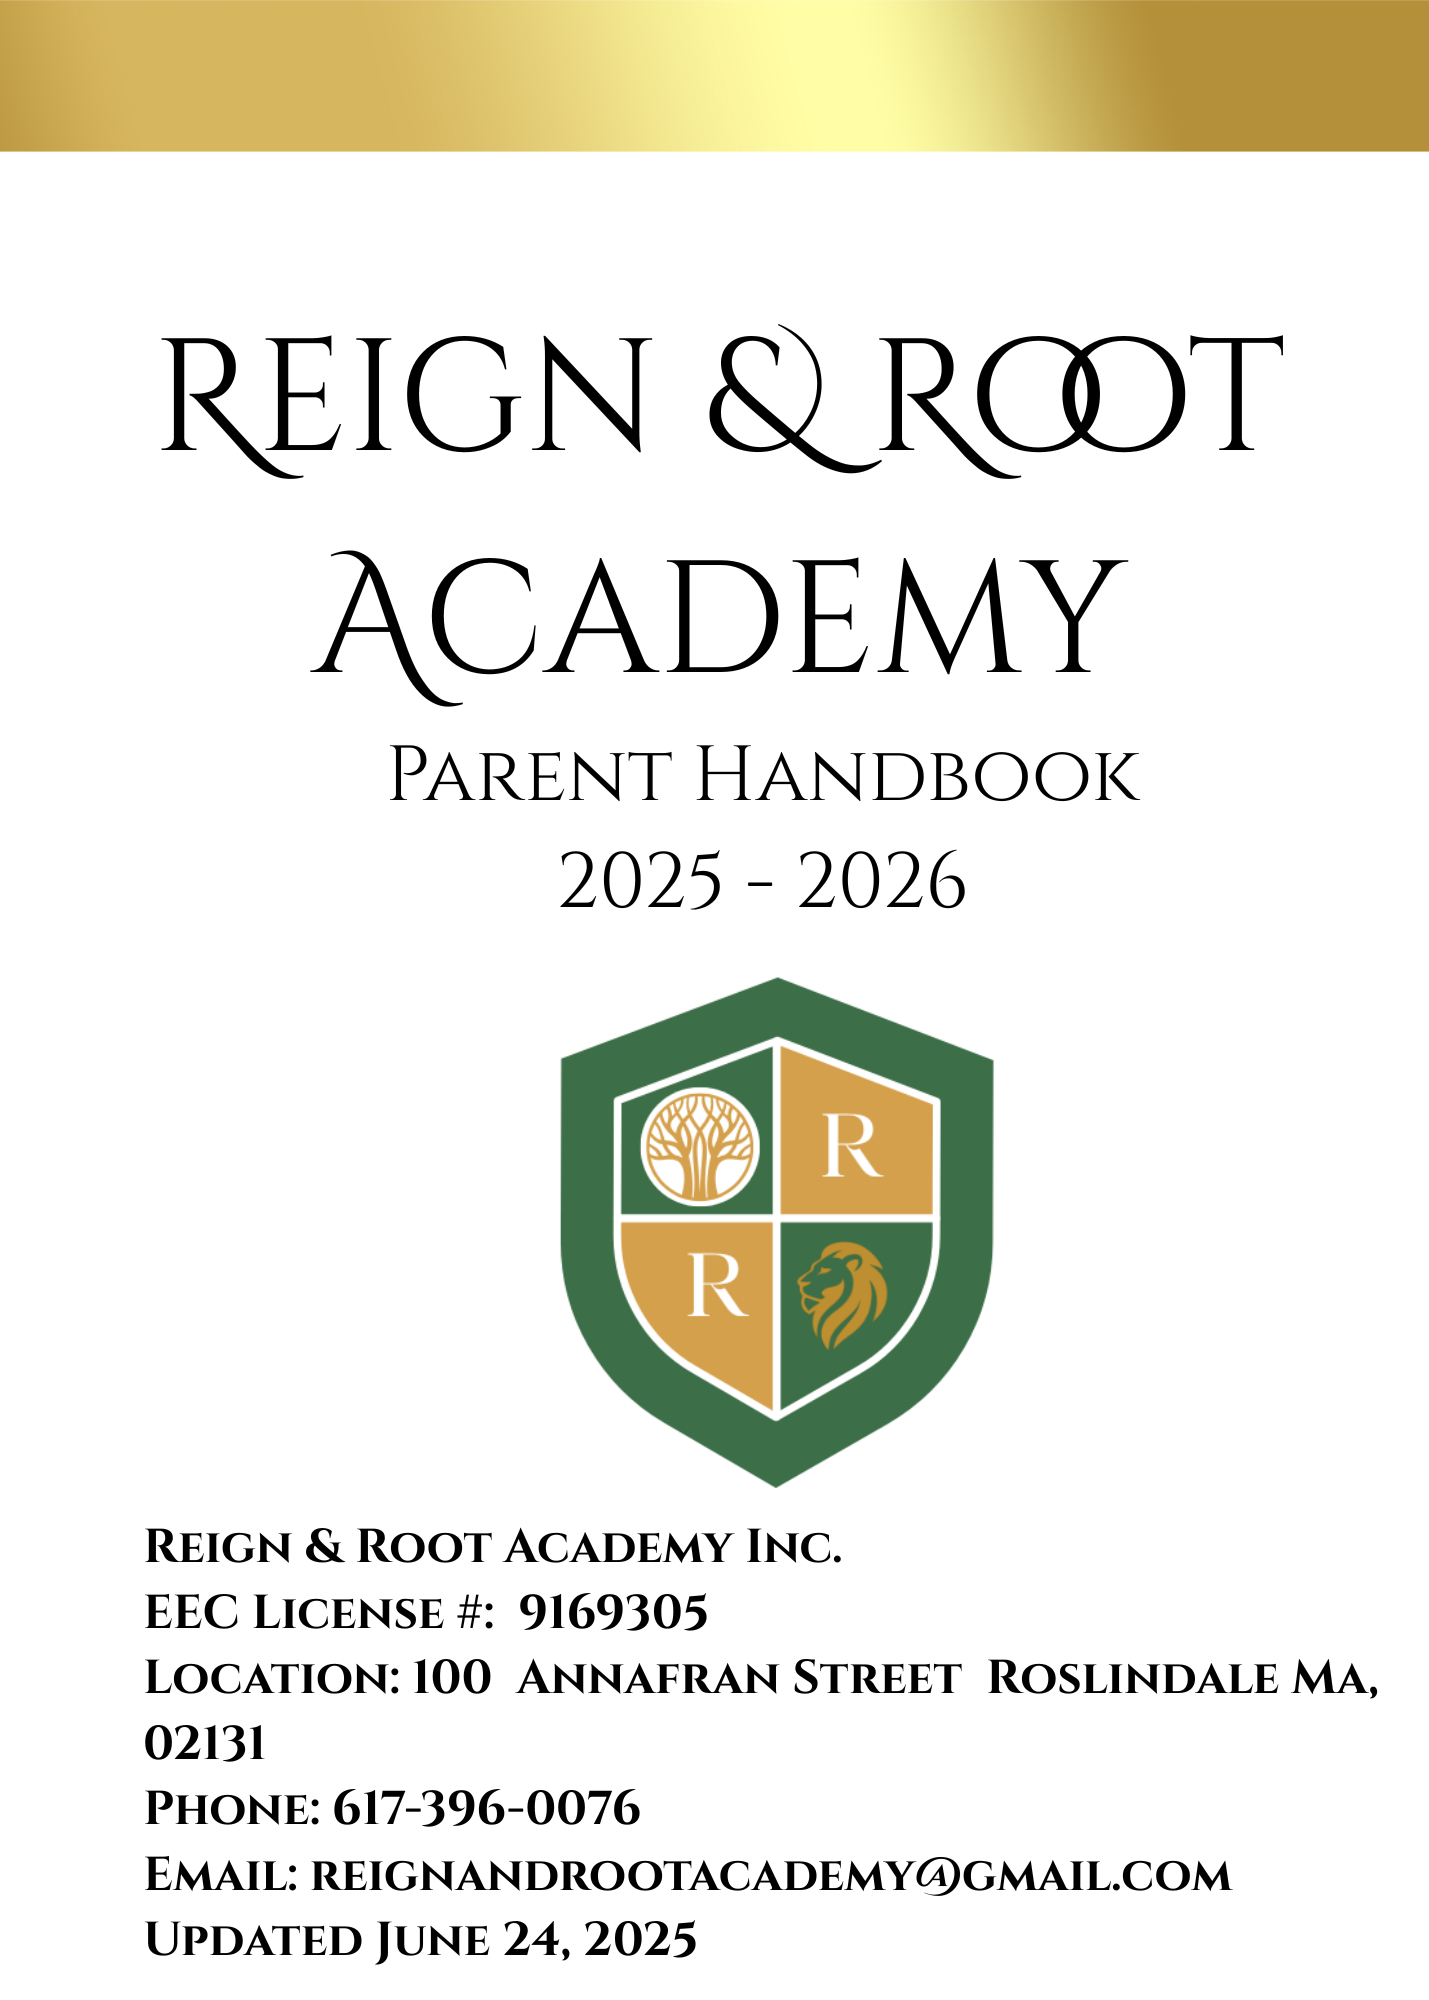 Reign & Root
Academy
Parent Handbook
2025 - 2026
R
R
Reign & Root Academy Inc.
EEC License #: 9169305
Location: 100 Annafran Street Roslindale Ma,
02131
Phone: 617-396-0076
Email: reignandrootacademy@gmail.com
Updated June 24, 2025